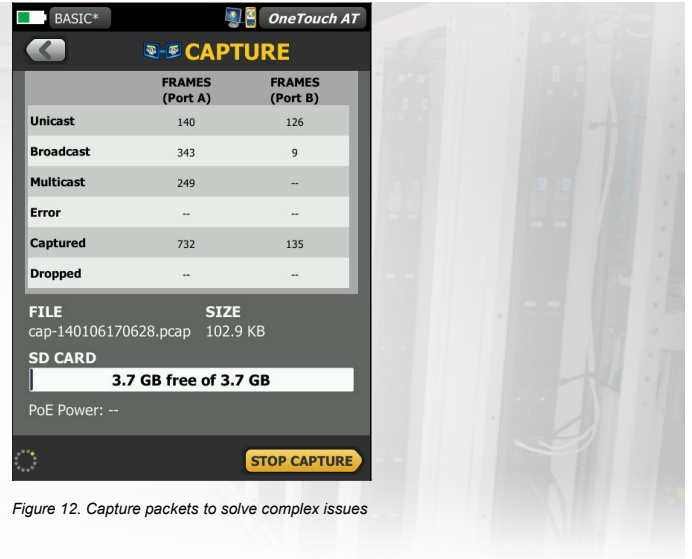 BASIC*
OneTouch AT
CAPTURE
FRAMES FRAMES
(Port A) (Port B)
Unicast 140 126
Broadcast 343 9
Multicast 249 --
Error -- --
Captured 732 135
Dropped -- --
FILE SIZE
cap-140106170628.pcap 102.9 KB
SD CARD
3.7 GB free of 3.7 GB
PoE Power: --
STOP CAPTURE
Figure 12. Capture packets to solve complex issues